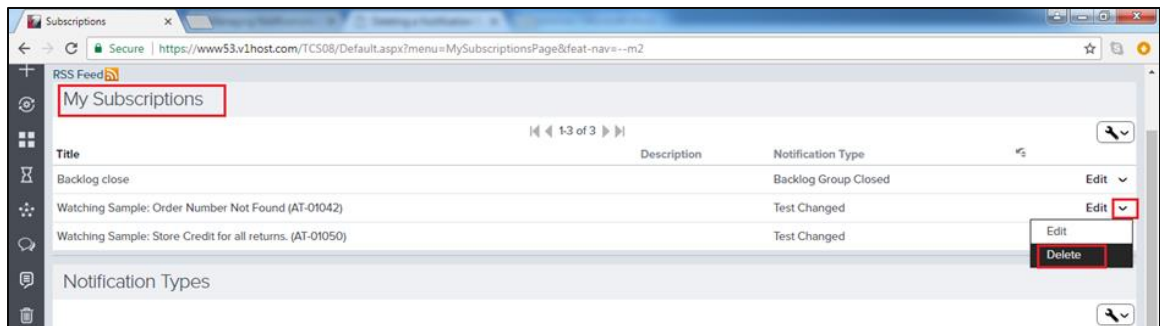 Subscriptions
Secure | https://www53.v1host.com/TCS08/Default.aspx?menu=MySubscriptionsPage&feat-nav=--m2
RSS Feed
My Subscriptions
1-3 of 3
Title Description Notification Type
Backlog close Backlog Group Closed Edit
Watching Sample: Order Number Not Found (AT-01042) Test Changed Edit
Watching Sample: Store Credit for all returns. (AT-01050) Test Changed
Edit
Delete
Notification Types